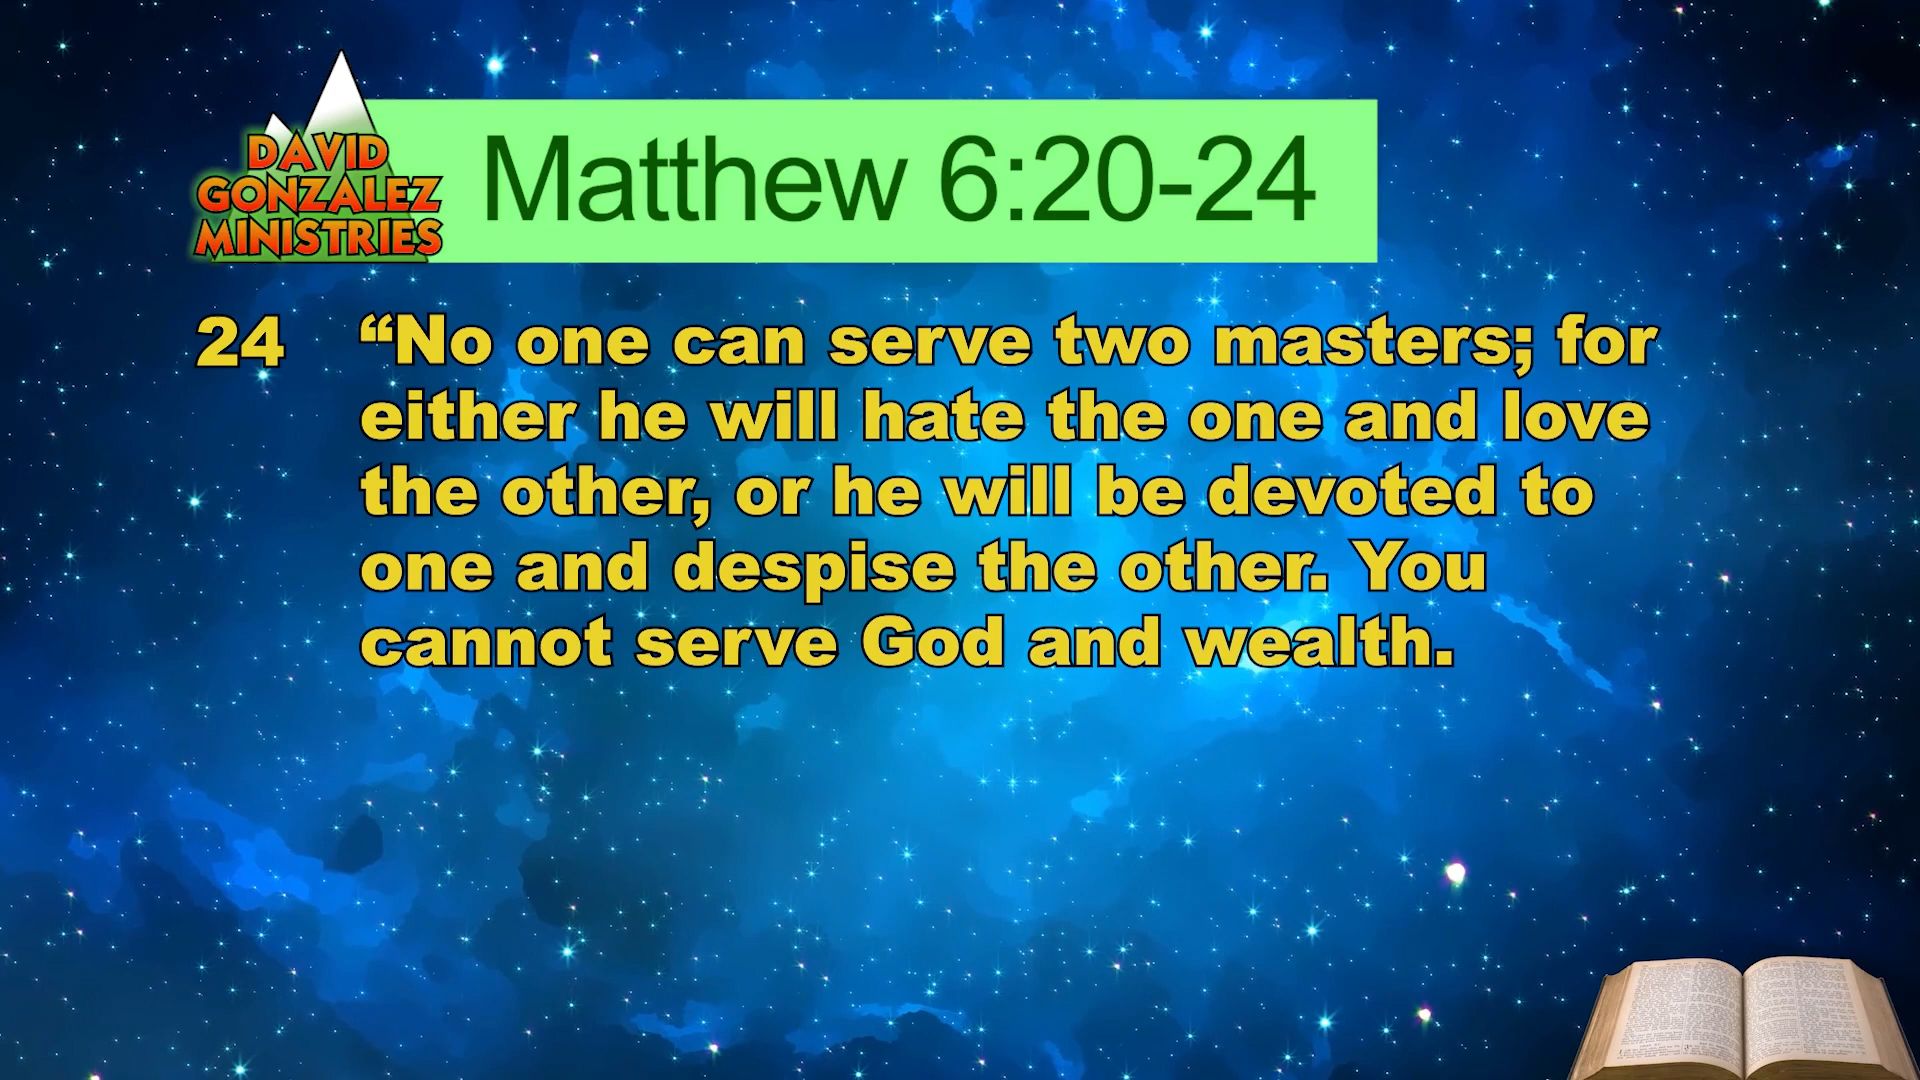 DAVID
GONZALEZ
MINISTRIES
Matthew 6:20-24
24 “No one can serve two masters; for
either he will hate the one and love
the other, or he will be devoted to
one and despise the other. You
cannot serve God and wealth.